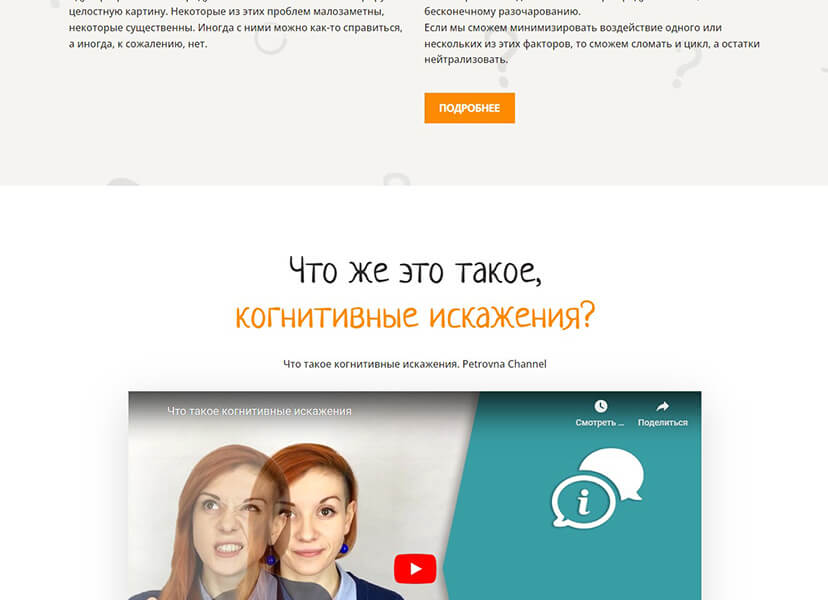 целостную картину. Некоторые из этих проблем малозаметны,
некоторые существенны. Иногда с ними можно как-то справиться,
а иногда, к сожалению, нет.
бесконечному разочарованию.
Если мы сможем минимизировать воздействие одного или
нескольких из этих факторов, то сможем сломать и цикл, а остатки
нейтрализовать.
ПОДРОБНЕЕ
Что же это такое,
когнитивные искажения?
Что такое когнитивные искажения. Petrovna Channel
Что такое когнитивные искажения
Смотреть ...
Поделиться